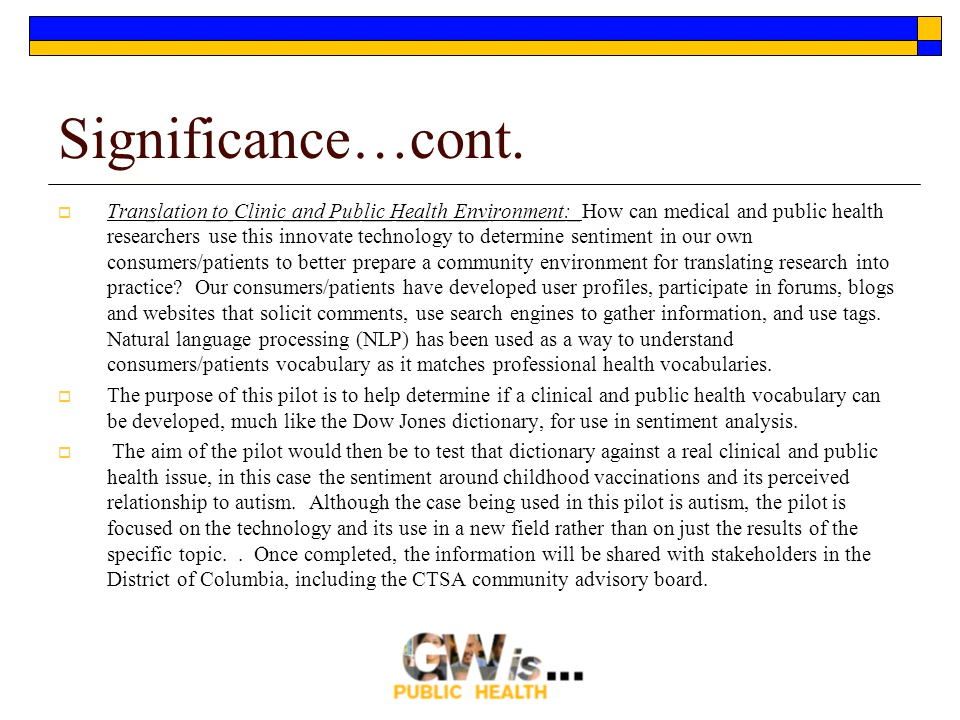 Significance…cont.
Translation to Clinic and Public Health Environment: How can medical and public health
researchers use this innovate technology to determine sentiment in our own
consumers/patients to better prepare a community environment for translating research into
practice? Our consumers/patients have developed user profiles, participate in forums, blogs
and websites that solicit comments, use search engines to gather information, and use tags.
Natural language processing (NLP) has been used as a way to understand
consumers/patients vocabulary as it matches professional health vocabularies.
The purpose of this pilot is to help determine if a clinical and public health vocabulary can
be developed, much like the Dow Jones dictionary, for use in sentiment analysis.
The aim of the pilot would then be to test that dictionary against a real clinical and public
health issue, in this case the sentiment around childhood vaccinations and its perceived
relationship to autism. Although the case being used in this pilot is autism, the pilot is
focused on the technology and its use in a new field rather than on just the results of the
specific topic. . Once completed, the information will be shared with stakeholders in the
District of Columbia, including the CTSA community advisory board.
GWis...
PUBLIC HEALTH